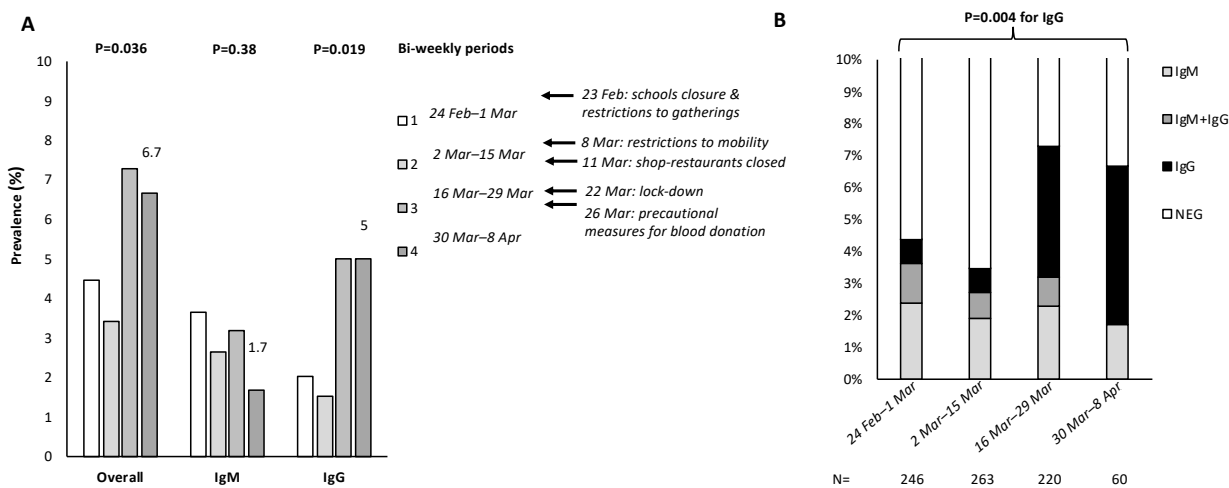 A
P=0.036
P=0.38
P=0.019
Bi-weekly periods
Prevalence (%)
10
9
8
7
6
5
4
3
2
1
0
6.7
1.7
5
Overall
IgM
IgG
1 24 Feb–1 Mar
2 2 Mar–15 Mar
3 16 Mar–29 Mar
4 30 Mar–8 Apr
23 Feb: schools closure &
restrictions to gatherings
8 Mar: restrictions to mobility
11 Mar: shop-restaurants closed
22 Mar: lock-down
26 Mar: precautional
measures for blood donation
B
P=0.004 for IgG
10%
9%
8%
7%
6%
5%
4%
3%
2%
1%
0%
IgM
IgM+IgG
IgG
NEG
24 Feb–1 Mar
2 Mar–15 Mar
16 Mar–29 Mar
30 Mar–8 Apr
N= 246 263 220 60